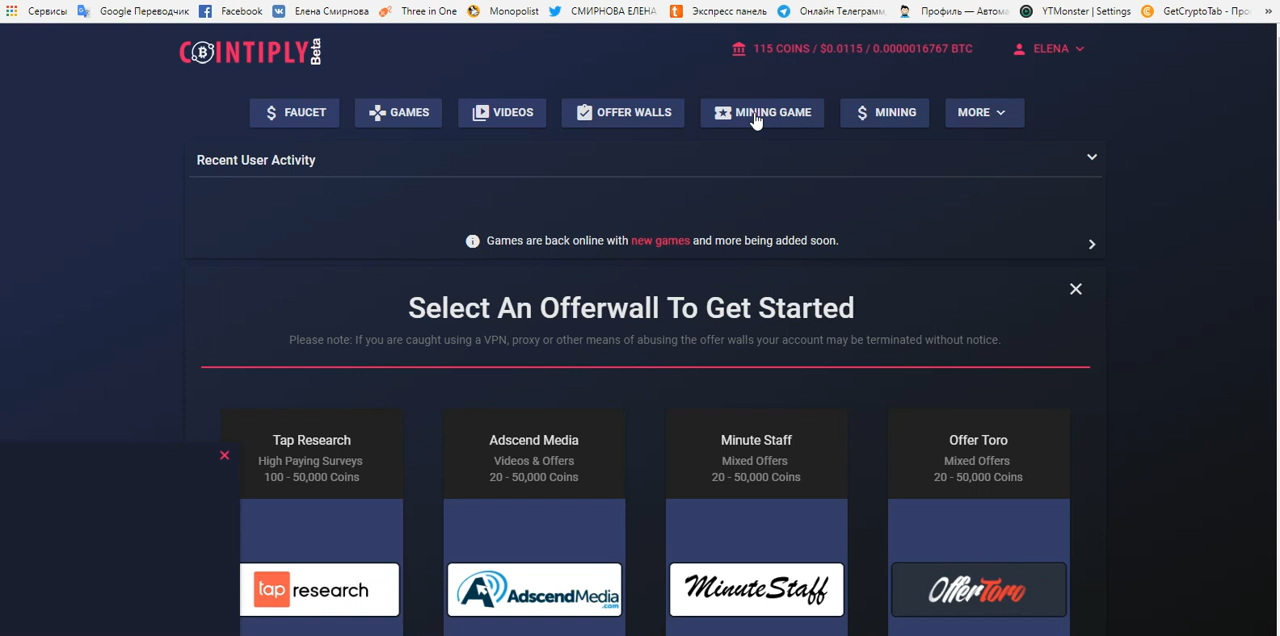 Сервисы Google Переводчик Facebook Елена Смирнова Three in One Monopolist СМИРНОВА ЕЛЕНА Экспресс панель Онлайн Телеграмм Профиль — Автома YTMonster | Settings GetCryptoTab - Про »
COINTIPLY Beta
115 COINS / $0.0115 / 0.0000016767 BTC ELENA
FAUCET GAMES VIDEOS OFFER WALLS MINING GAME MINING MORE
Recent User Activity
Games are back online with new games and more being added soon.
Select An Offerwall To Get Started
Please note: If you are caught using a VPN, proxy or other means of abusing the offer walls your account may be terminated without notice.
Tap Research Adscend Media Minute Staff Offer Toro
High Paying Surveys Videos & Offers Mixed Offers Mixed Offers
100 - 50,000 Coins 20 - 50,000 Coins 20 - 50,000 Coins 20 - 50,000 Coins
tap research AdscendMedia.com MinuteStaff OfferToro